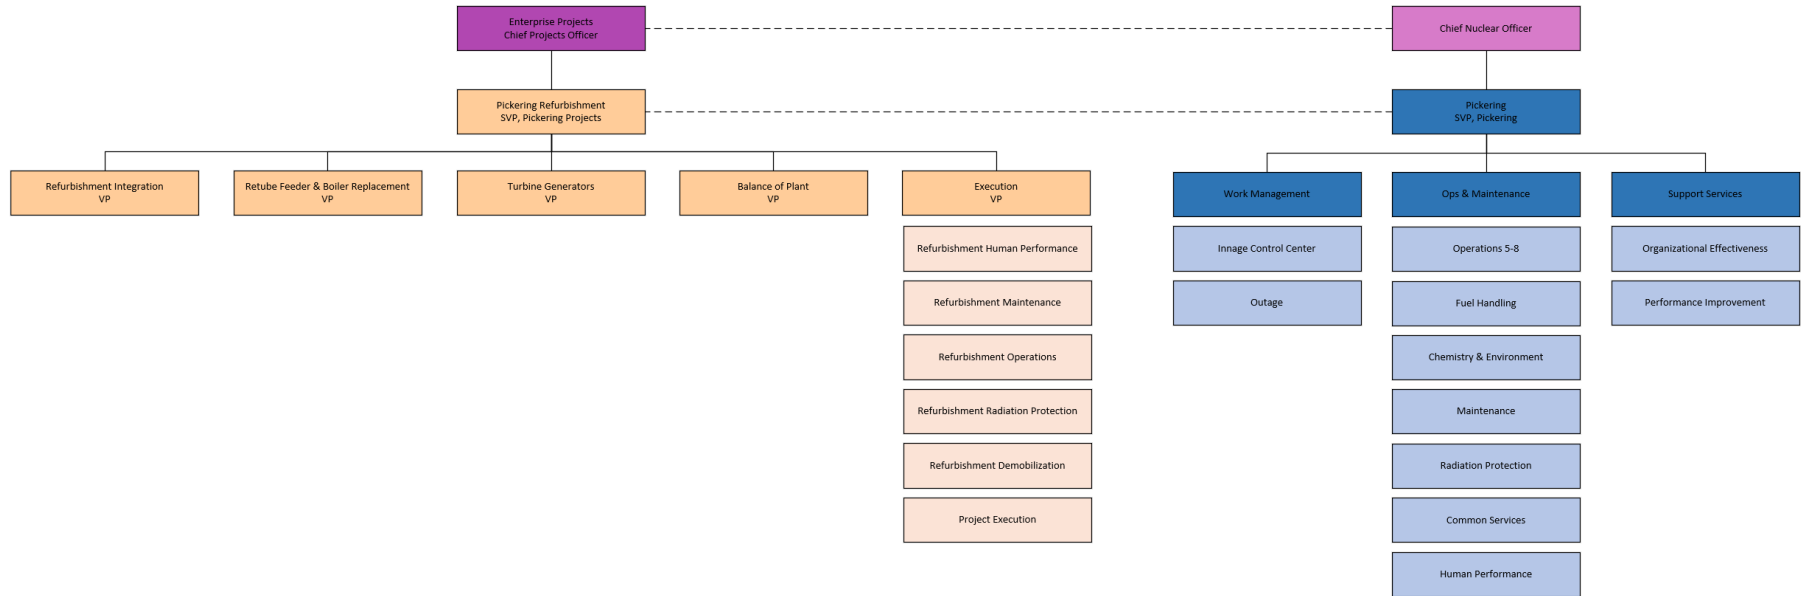 Enterprise Projects
Chief Projects Officer
Chief Nuclear Officer
Pickering Refurbishment
SVP, Pickering Projects
Pickering
SVP, Pickering
Refurbishment Integration
VP
Retube Feeder & Boiler Replacement
VP
Turbine Generators
VP
Balance of Plant
VP
Execution
VP
Work Management
Ops & Maintenance
Support Services
Refurbishment Human Performance
Refurbishment Maintenance
Refurbishment Operations
Refurbishment Radiation Protection
Refurbishment Demobilization
Project Execution
Innage Control Center
Outage
Operations 5-8
Fuel Handling
Chemistry & Environment
Maintenance
Radiation Protection
Common Services
Human Performance
Organizational Effectiveness
Performance Improvement